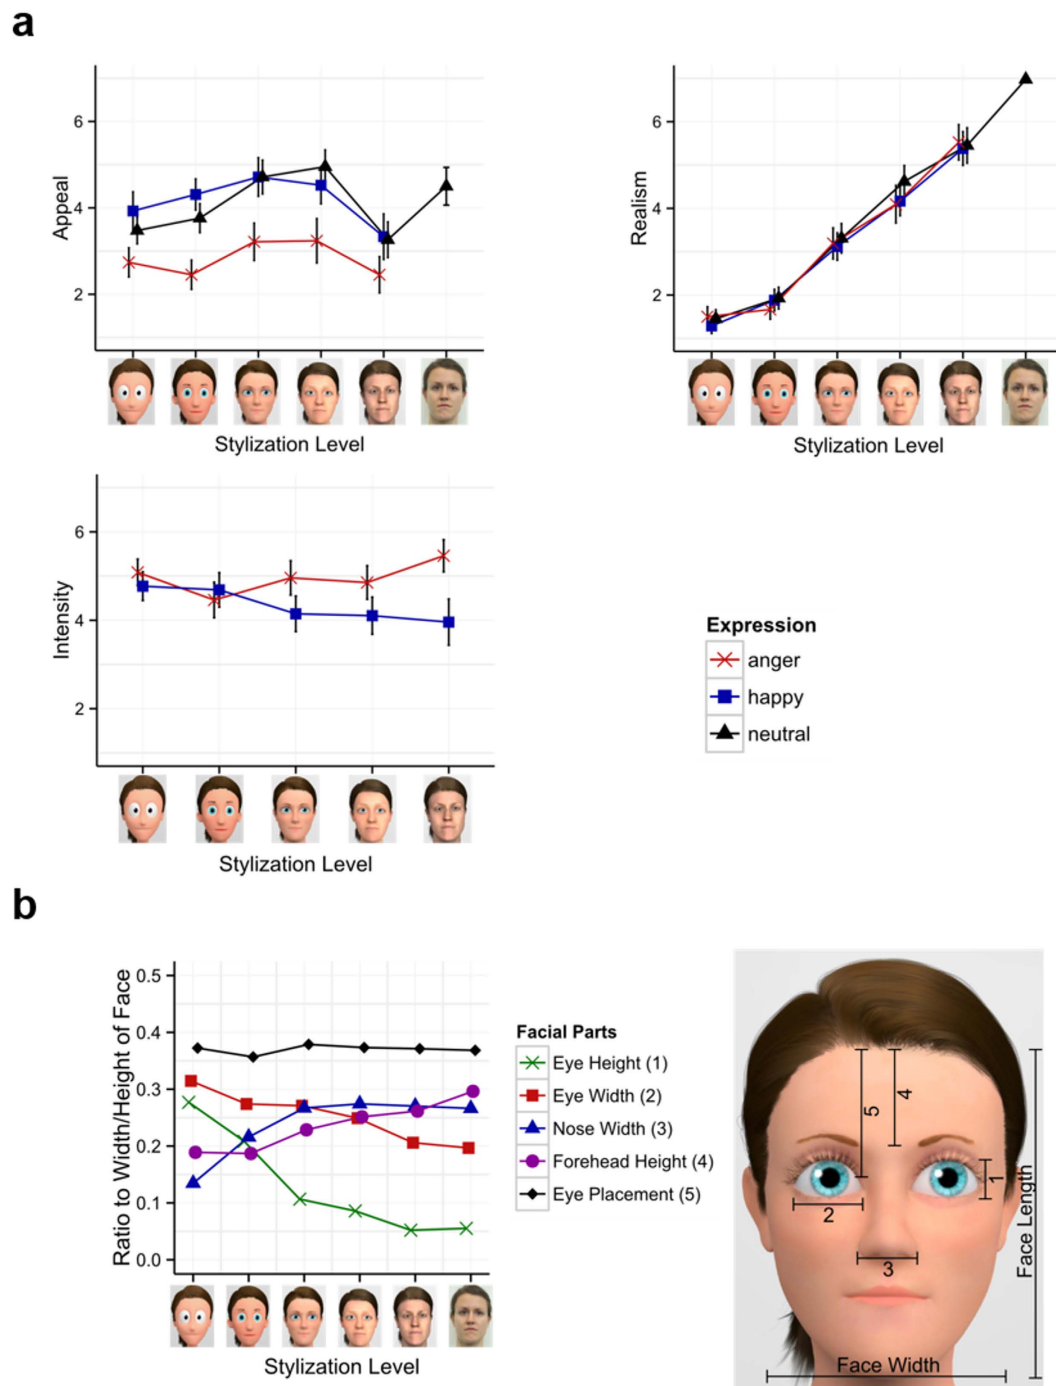 a
Appeal
6
4
2
Stylization Level
Realism
6
4
2
Stylization Level
Intensity
6
4
2
Stylization Level
Expression
anger
happy
neutral
b
Ratio to Width/Height of Face
0.5
0.4
0.3
0.2
0.1
0.0
Stylization Level
Facial Parts
Eye Height (1)
Eye Width (2)
Nose Width (3)
Forehead Height (4)
Eye Placement (5)
5
4
1
2
3
Face Length
Face Width